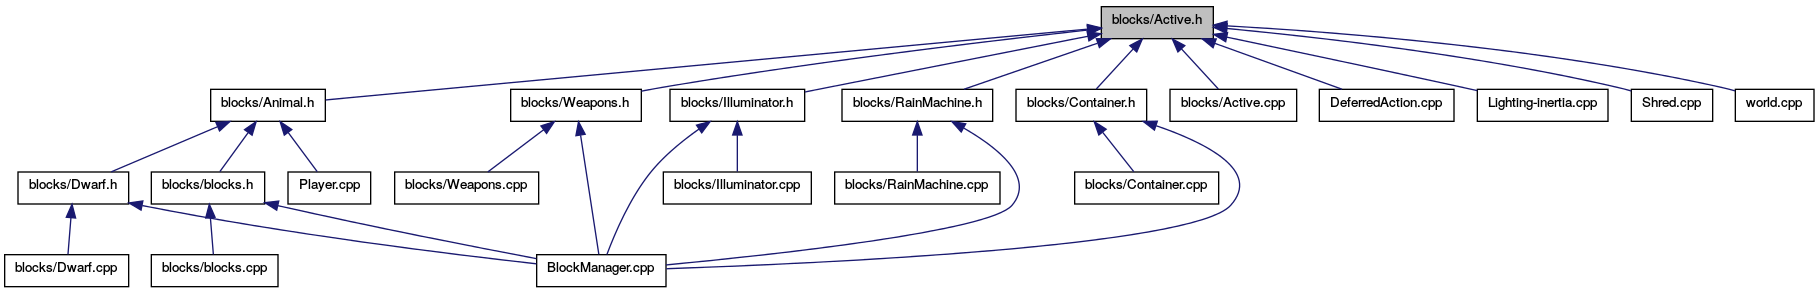 blocks/Active.h
blocks/Animal.h
blocks/Weapons.h
blocks/Illuminator.h
blocks/RainMachine.h
blocks/Container.h
blocks/Active.cpp
DeferredAction.cpp
Lighting-inertia.cpp
Shred.cpp
world.cpp
blocks/Dwarf.h
blocks/blocks.h
Player.cpp
blocks/Weapons.cpp
blocks/Illuminator.cpp
blocks/RainMachine.cpp
blocks/Container.cpp
blocks/Dwarf.cpp
blocks/blocks.cpp
BlockManager.cpp